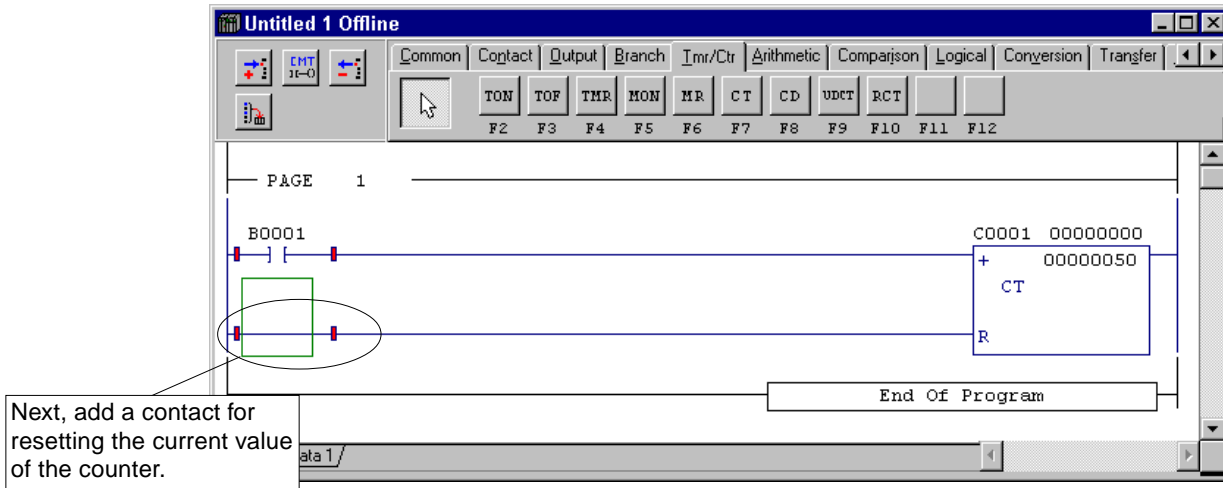 Untitled 1 Offline
CMT
Common Contact Output Branch Tmr/Ctr Arithmetic Comparison Logical Conversion Transfer
TON TOF TMR MON MR CT CD UDCT RCT
F2 F3 F4 F5 F6 F7 F8 F9 F10 F11 F12
PAGE 1
B0001
C0001 00000000
+ 00000050
CT
R
End Of Program
Next, add a contact for
resetting the current value
of the counter.
ata 1